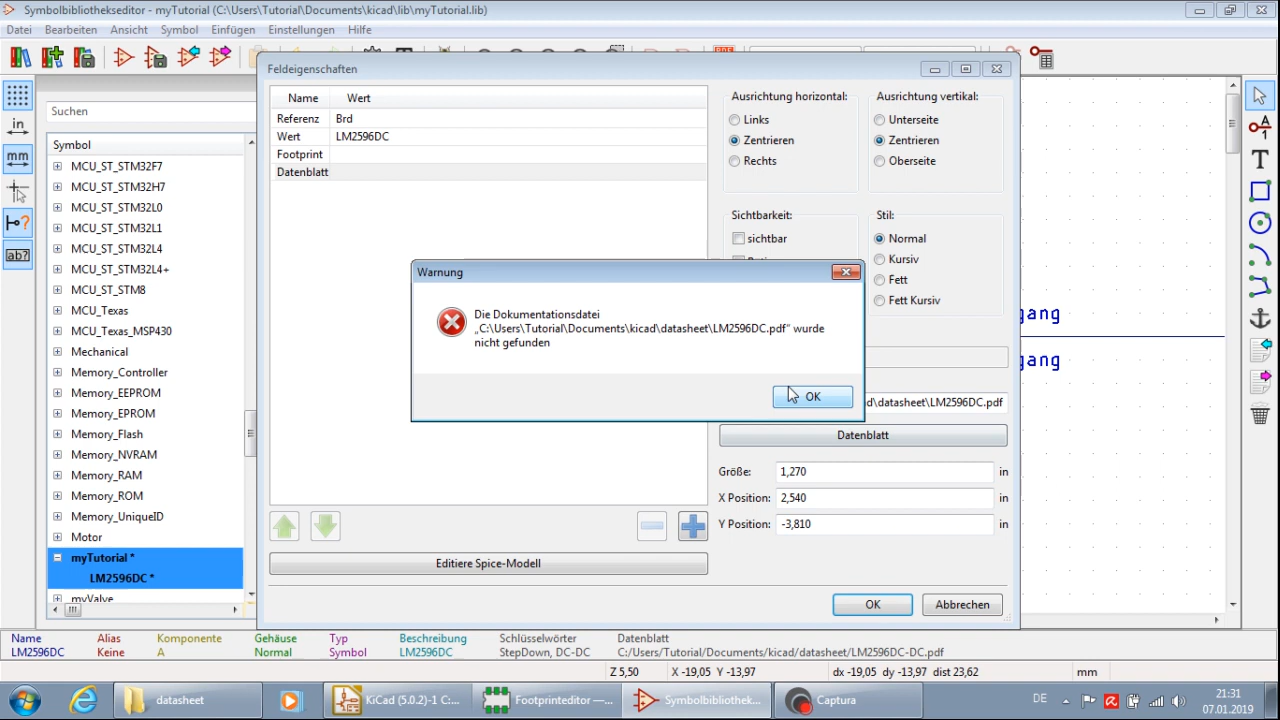 Symbolbibliothekseditor - myTutorial (C:\Users\Tutorial\Documents\kicad\lib\myTutorial.lib)
Datei Bearbeiten Ansicht Symbol Einfügen Einstellungen Hilfe
Feldeigenschaften
in
mm
ab?
Suchen
Symbol
MCU_ST_STM32F7
MCU_ST_STM32H7
MCU_ST_STM32L0
MCU_ST_STM32L1
MCU_ST_STM32L4
MCU_ST_STM32L4+
MCU_ST_STM8
MCU_Texas
MCU_Texas_MSP430
Mechanical
Memory_Controller
Memory_EEPROM
Memory_EPROM
Memory_Flash
Memory_NVRAM
Memory_RAM
Memory_ROM
Memory_UniqueID
Motor
myTutorial *
LM2596DC *
myValve
Name Wert
Referenz Brd
Wert LM2596DC
Footprint
Datenblatt
Editiere Spice-Modell
Ausrichtung horizontal:
Links
Zentrieren
Rechts
Ausrichtung vertikal:
Unterseite
Zentrieren
Oberseite
Sichtbarkeit:
sichtbar
Stil:
Normal
Kursiv
Fett
Fett Kursiv
Warnung
Die Dokumentationsdatei
„C:\Users\Tutorial\Documents\kicad\datasheet\LM2596DC.pdf“ wurde
nicht gefunden
OK
d\datasheet\LM2596DC.pdf
Datenblatt
Größe: 1,270 in
X Position: 2,540 in
Y Position: -3,810 in
OK Abbrechen
gang
gang
T
A
Name Alias Komponente Gehäuse Typ Beschreibung Schlüsselwörter Datenblatt
LM2596DC Keine A Normal Symbol LM2596DC StepDown, DC-DC C:/Users/Tutorial/Documents/kicad/datasheet/LM2596DC-DC.pdf
Z 5,50 X -19,05 Y -13,97 dx -19,05 dy -13,97 dist 23,62 mm
datasheet KiCad (5.0.2)-1 C:... Footprinteditor —... Symbolbibliothek... Captura DE 21:31
07.01.2019